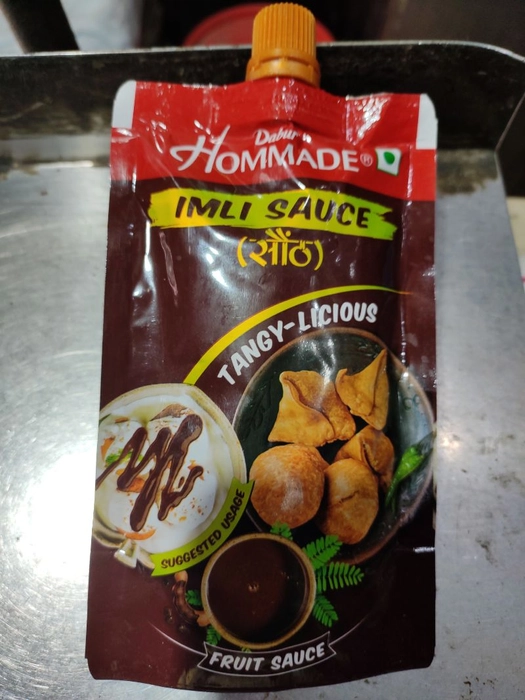 Dabur
HOMMADE®
IMLI SAUCE
(सौंठ)
TANGY-LICIOUS
SUGGESTED USAGE
FRUIT SAUCE